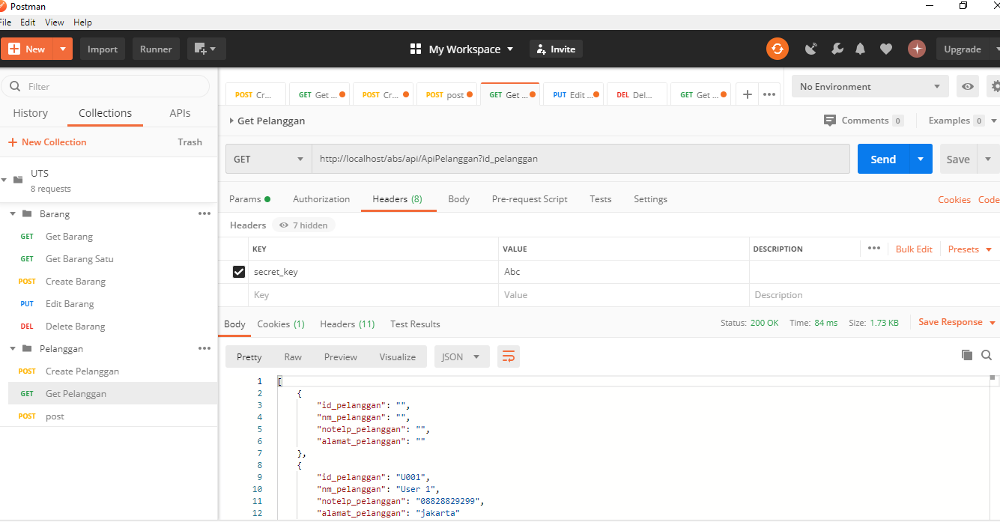 Postman
File Edit View Help
New Import Runner My Workspace Invite Upgrade
Filter
History Collections APIs
New Collection Trash
UTS
8 requests
Barang
GET Get Barang
GET Get Barang Satu
POST Create Barang
PUT Edit Barang
DEL Delete Barang
Pelanggan
POST Create Pelanggan
GET Get Pelanggan
POST post
POST Cr... GET Get ... POST Cr... POST post GET Get ... PUT Edit ... DEL Del... GET Get ... No Environment
Get Pelanggan Comments 0 Examples 0
GET http://localhost/abs/api/ApiPelanggan?id_pelanggan Send Save
Params Authorization Headers (8) Body Pre-request Script Tests Settings Cookies Code
Headers 7 hidden
KEY VALUE DESCRIPTION Bulk Edit Presets
secret_key Abc
Key Value Description
Body Cookies (1) Headers (11) Test Results Status: 200 OK Time: 84 ms Size: 1.73 KB Save Response
Pretty Raw Preview Visualize JSON
1 [
2 {
3 "id_pelanggan": "",
4 "nm_pelanggan": "",
5 "notelp_pelanggan": "",
6 "alamat_pelanggan": ""
7 },
8 {
9 "id_pelanggan": "U001",
10 "nm_pelanggan": "User 1",
11 "notelp_pelanggan": "08828829299",
12 "alamat_pelanggan": "jakarta"